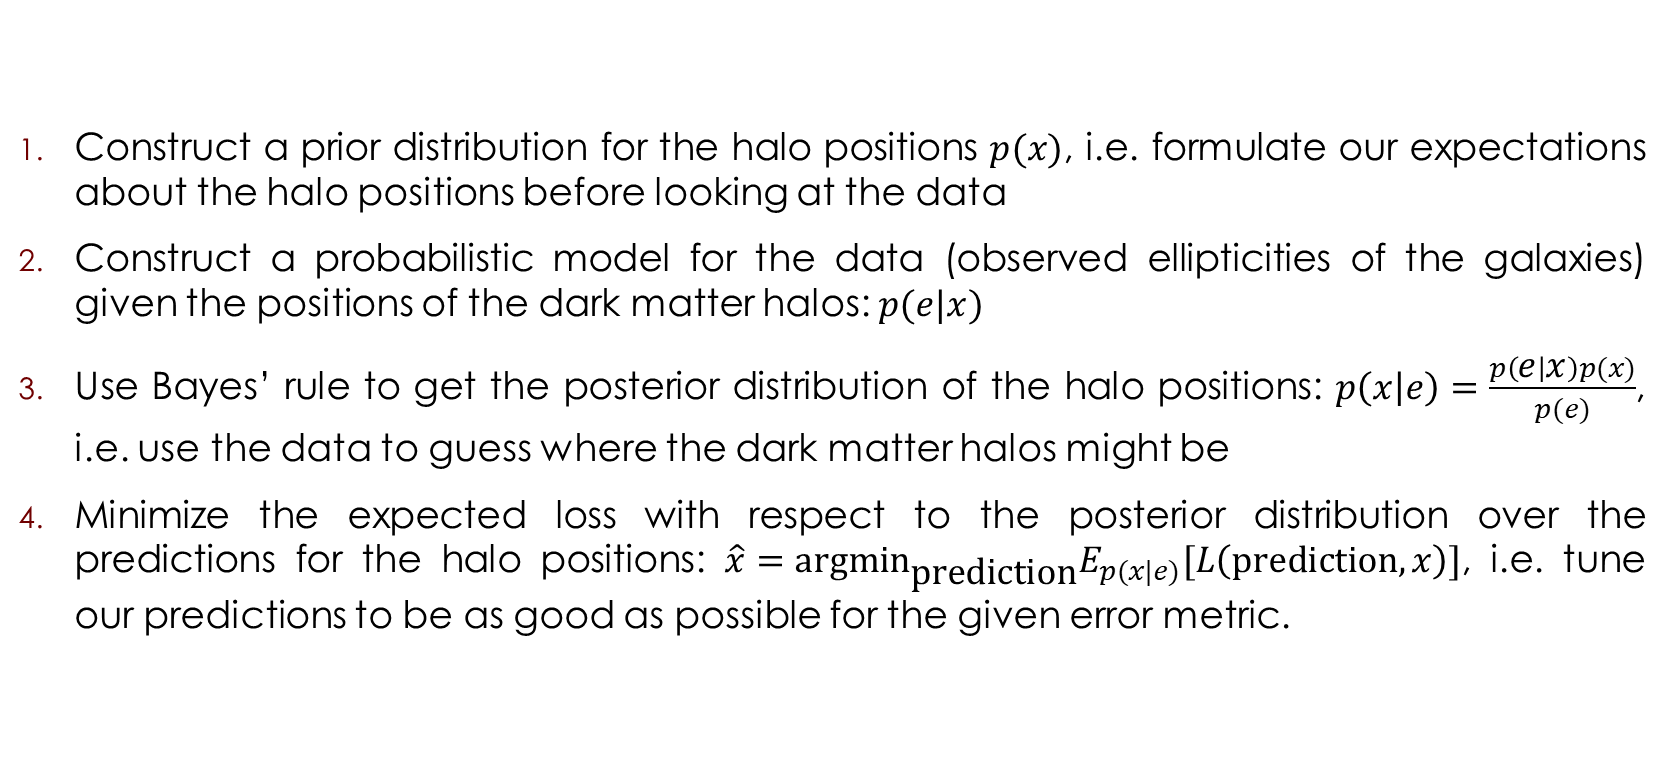 1. Construct a prior distribution for the halo positions p(x), i.e. formulate our expectations
about the halo positions before looking at the data
2. Construct a probabilistic model for the data (observed ellipticities of the galaxies)
given the positions of the dark matter halos: p(e|x)
3. Use Bayes’ rule to get the posterior distribution of the halo positions: p(x|e) = p(e|x)p(x)/p(e),
i.e. use the data to guess where the dark matter halos might be
4. Minimize the expected loss with respect to the posterior distribution over the
predictions for the halo positions: x̂ = argmin_prediction E_p(x|e)[L(prediction, x)], i.e. tune
our predictions to be as good as possible for the given error metric.